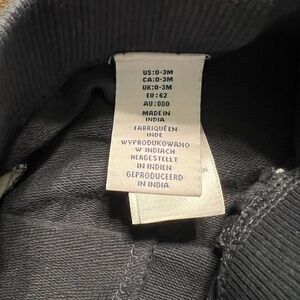 US:0-3M
CA:0-3M
UK:0-3M
EU:62
AU:000
MADE IN
INDIA
FABRIQUÉ EN
INDE
WYPRODUKOWANO
W INDIACH
HERGESTELLT
IN INDIEN
GEPRODUCEERD
IN INDIA